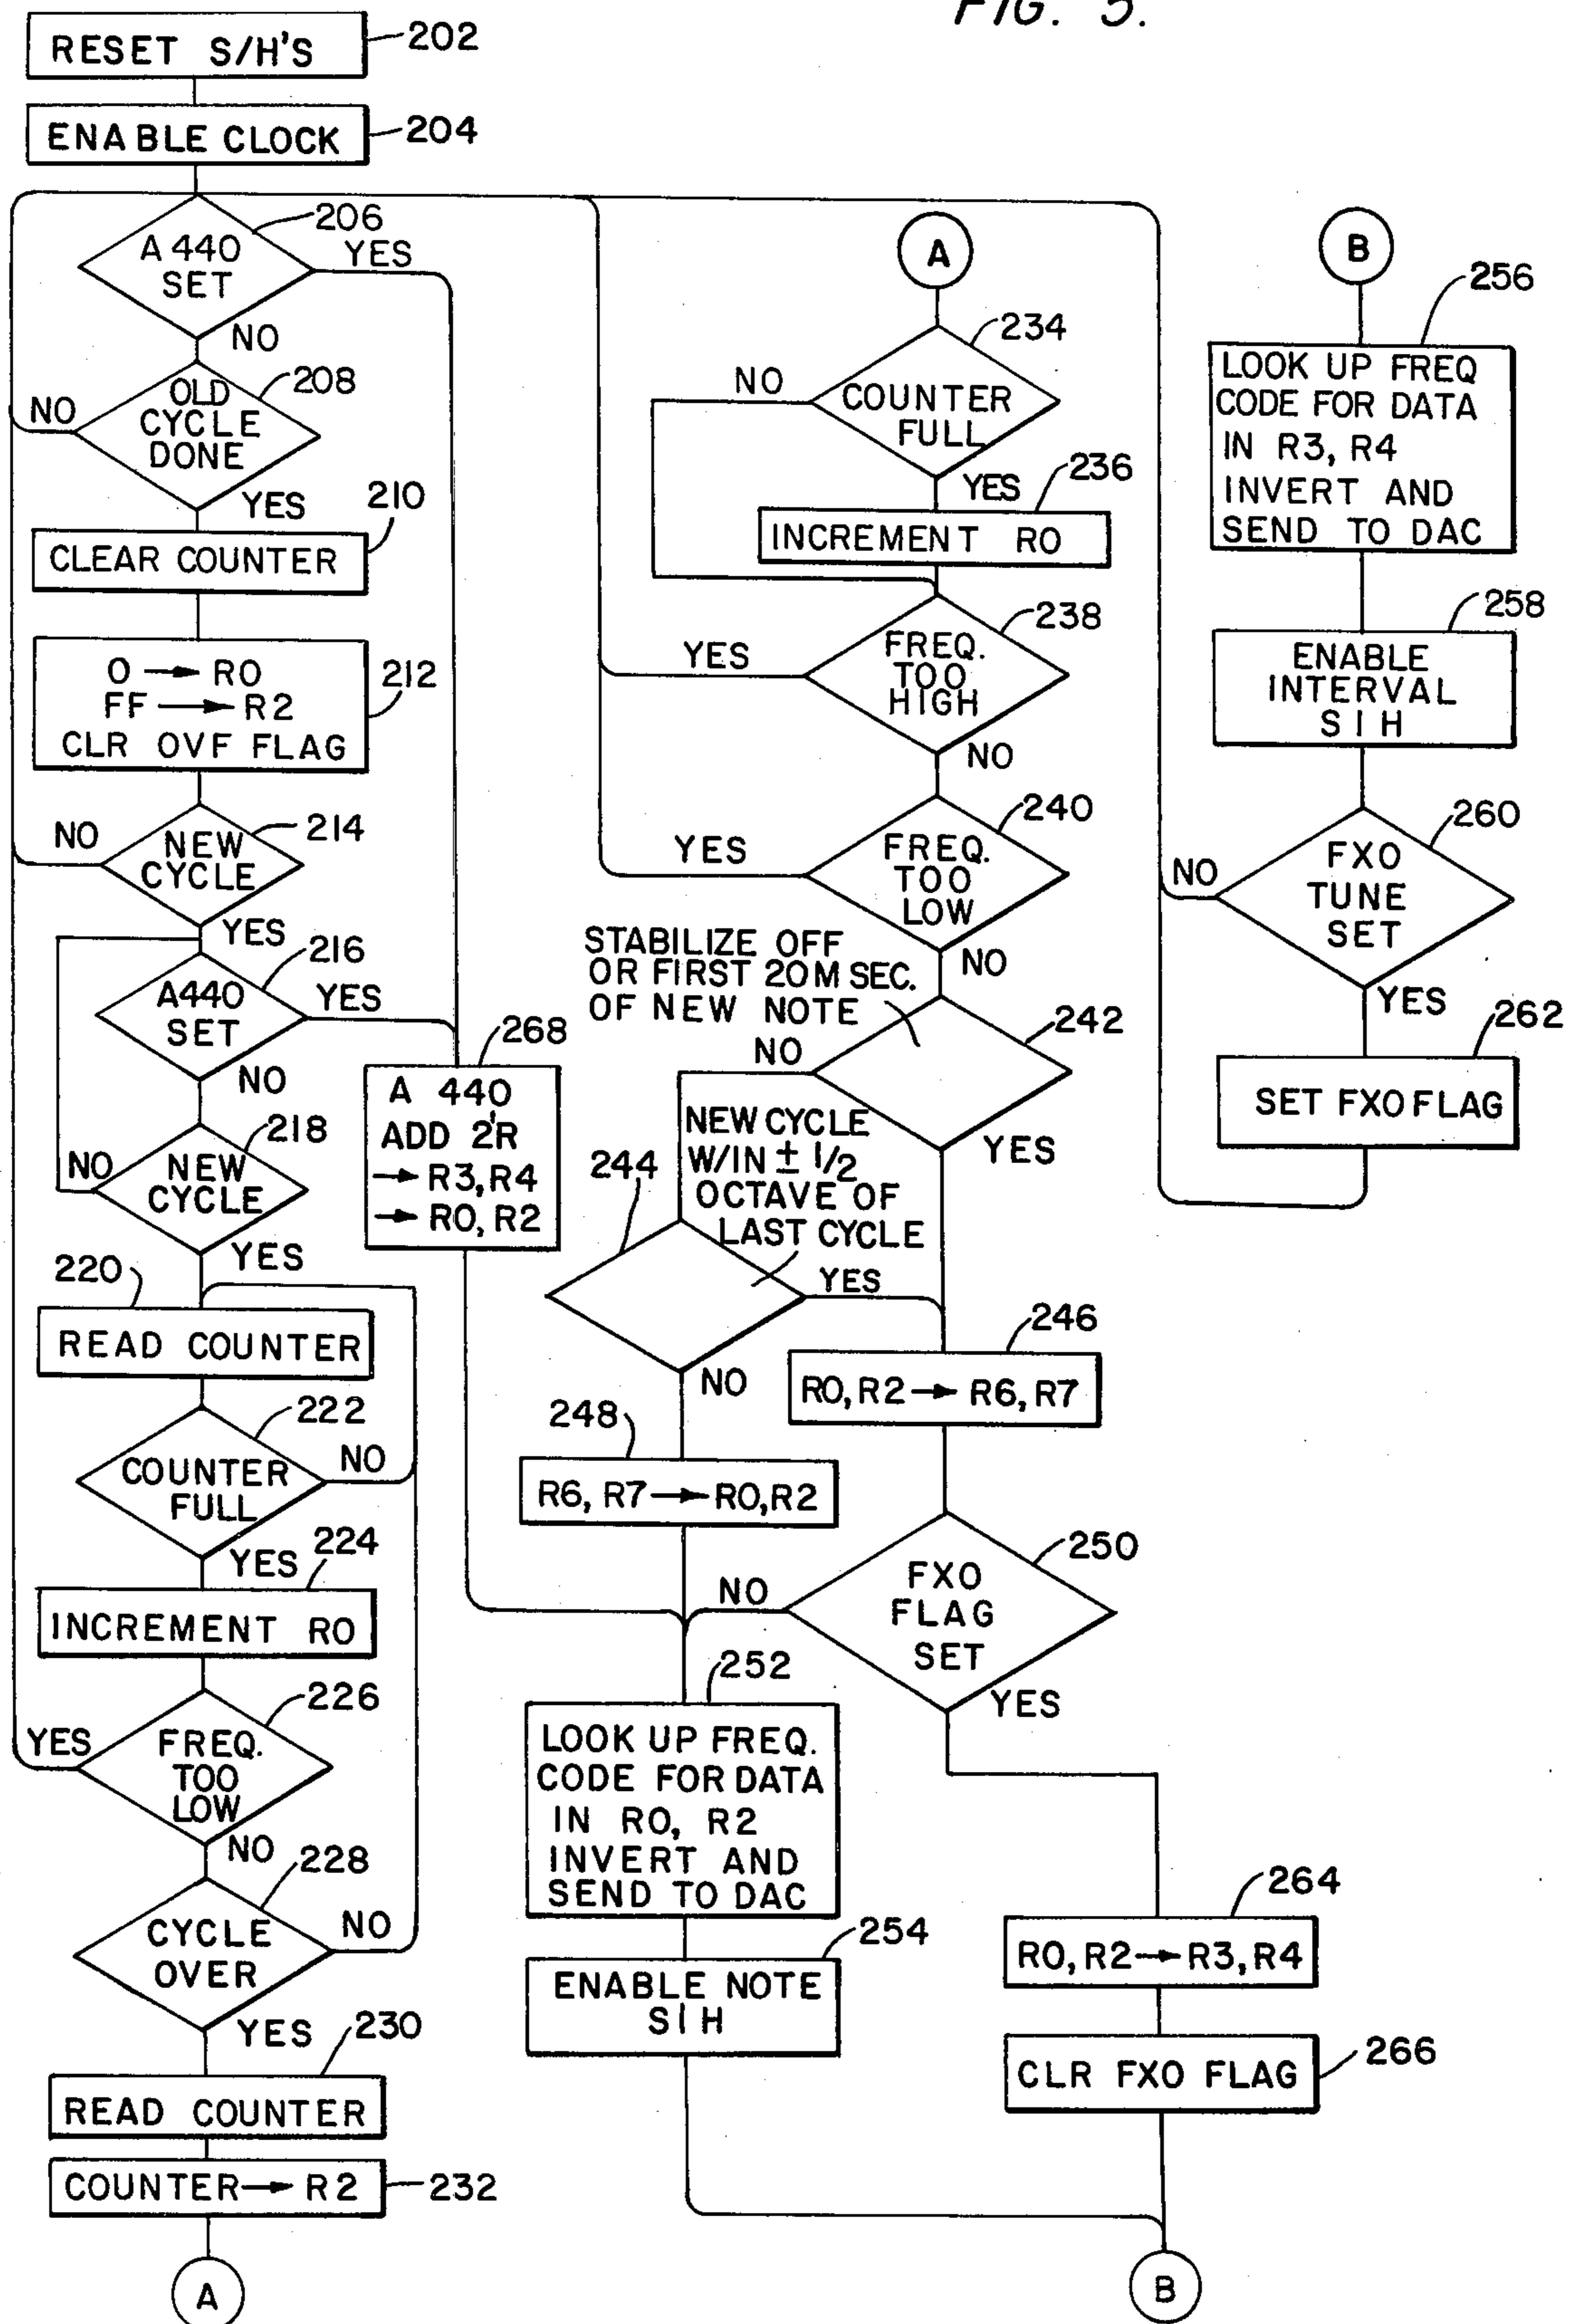 FIG. 5.
RESET S/H'S
202
ENABLE CLOCK
204
A 440
SET
206
YES
NO
OLD
CYCLE
DONE
208
NO
YES
210
CLEAR COUNTER
0 → R0
FF → R2
CLR OVF FLAG
212
NEW
CYCLE
214
NO
YES
A440
SET
216
YES
NO
NEW
CYCLE
218
NO
YES
220
READ COUNTER
COUNTER
FULL
222
NO
YES
224
INCREMENT R0
FREQ.
TOO
LOW
226
YES
NO
CYCLE
OVER
228
NO
YES
230
READ COUNTER
COUNTER → R2
232
A
268
A 440
ADD 2'R
→ R3, R4
→ R0, R2
A
234
COUNTER
FULL
NO
YES
236
INCREMENT R0
FREQ.
TOO
HIGH
238
YES
NO
FREQ.
TOO
LOW
240
YES
NO
STABILIZE OFF
OR FIRST 20M SEC.
OF NEW NOTE
242
NO
YES
NEW CYCLE
W/IN ± 1/2
OCTAVE OF
LAST CYCLE
244
YES
NO
246
R0, R2 → R6, R7
248
R6, R7 → R0, R2
FXO
FLAG
SET
250
NO
YES
252
LOOK UP FREQ.
CODE FOR DATA
IN R0, R2
INVERT AND
SEND TO DAC
254
ENABLE NOTE
S|H
264
R0, R2 → R3, R4
CLR FXO FLAG
266
B
B
256
LOOK UP FREQ
CODE FOR DATA
IN R3, R4
INVERT AND
SEND TO DAC
258
ENABLE
INTERVAL
S|H
FXO
TUNE
SET
260
NO
YES
262
SET FXO FLAG